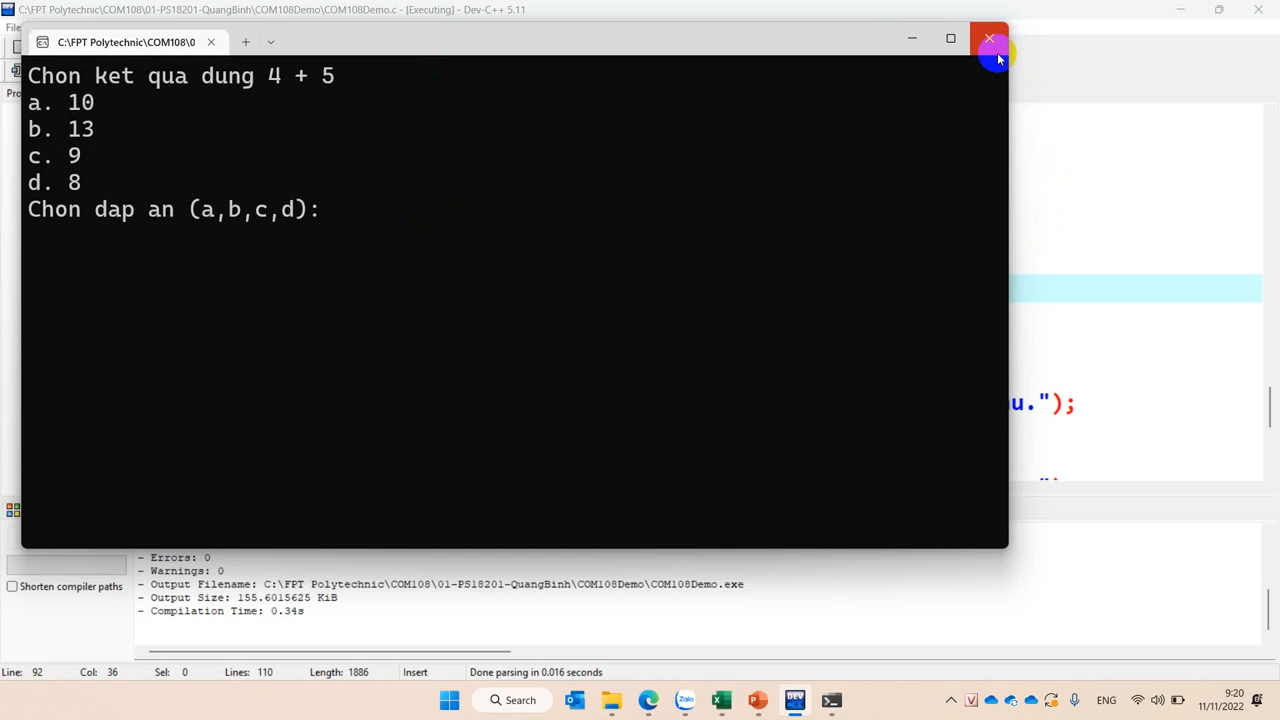 C:\FPT Polytechnic\COM108\01-PS18201-QuangBinh\COM108Demo\COM108Demo.c - [Executing] - Dev-C++ 5.11
C:\FPT Polytechnic\COM108\0
Chon ket qua dung 4 + 5
a. 10
b. 13
c. 9
d. 8
Chon dap an (a,b,c,d):
u.");
");
- Errors: 0
- Warnings: 0
- Output Filename: C:\FPT Polytechnic\COM108\01-PS18201-QuangBinh\COM108Demo\COM108Demo.exe
- Output Size: 155.6015625 KiB
- Compilation Time: 0.34s
Shorten compiler paths
Line: 92 Col: 36 Sel: 0 Lines: 110 Length: 1886 Insert Done parsing in 0.016 seconds
Search
DEV
ENG
9:20
11/11/2022